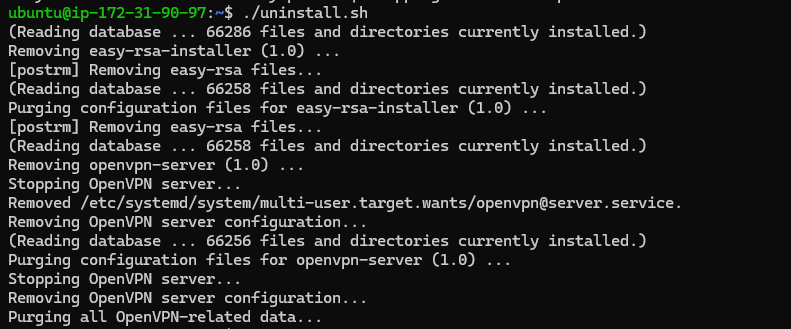 ubuntu@ip-172-31-90-97:~$ ./uninstall.sh
(Reading database ... 66286 files and directories currently installed.)
Removing easy-rsa-installer (1.0) ...
[postrm] Removing easy-rsa files...
(Reading database ... 66258 files and directories currently installed.)
Purging configuration files for easy-rsa-installer (1.0) ...
[postrm] Removing easy-rsa files...
(Reading database ... 66258 files and directories currently installed.)
Removing openvpn-server (1.0) ...
Stopping OpenVPN server...
Removed /etc/systemd/system/multi-user.target.wants/openvpn@server.service.
Removing OpenVPN server configuration...
(Reading database ... 66256 files and directories currently installed.)
Purging configuration files for openvpn-server (1.0) ...
Stopping OpenVPN server...
Removing OpenVPN server configuration...
Purging all OpenVPN-related data...